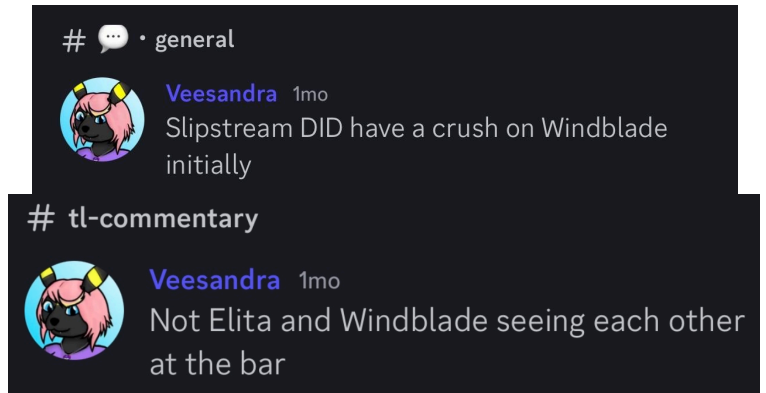 # 💬 • general
Veesandra 1mo
Slipstream DID have a crush on Windblade
initially
# tl-commentary
Veesandra 1mo
Not Elita and Windblade seeing each other
at the bar